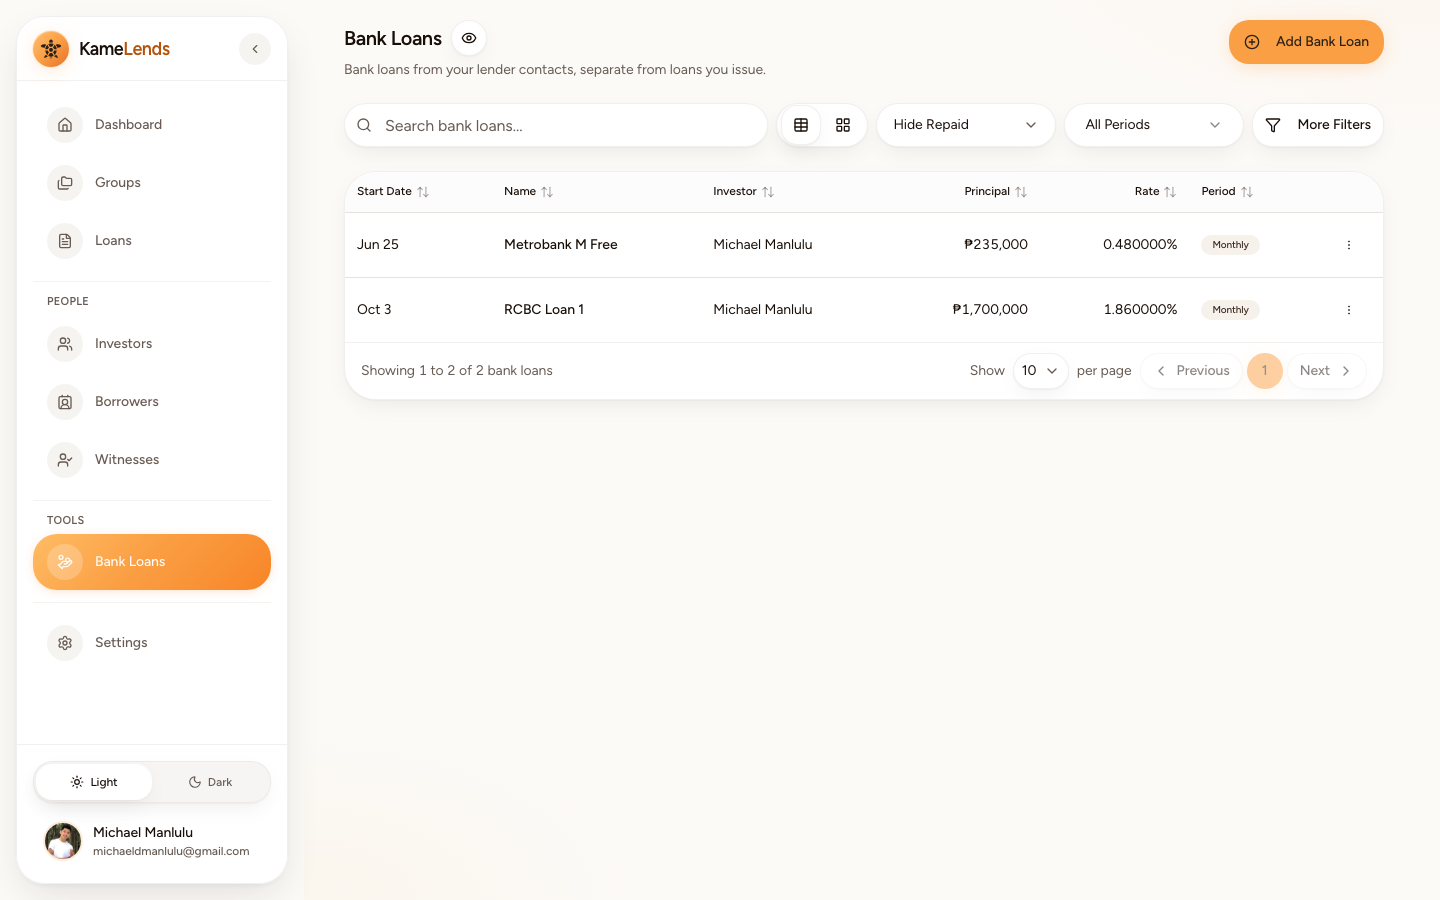 KameLends
Dashboard
Groups
Loans
PEOPLE
Investors
Borrowers
Witnesses
TOOLS
Bank Loans
Settings
Light Dark
Michael Manlulu
michaeldmanlulu@gmail.com
Bank Loans
Bank loans from your lender contacts, separate from loans you issue.
Add Bank Loan
Search bank loans...
Hide Repaid
All Periods
More Filters
Start Date Name Investor Principal Rate Period
Jun 25 Metrobank M Free Michael Manlulu ₱235,000 0.480000% Monthly
Oct 3 RCBC Loan 1 Michael Manlulu ₱1,700,000 1.860000% Monthly
Showing 1 to 2 of 2 bank loans Show 10 per page Previous 1 Next